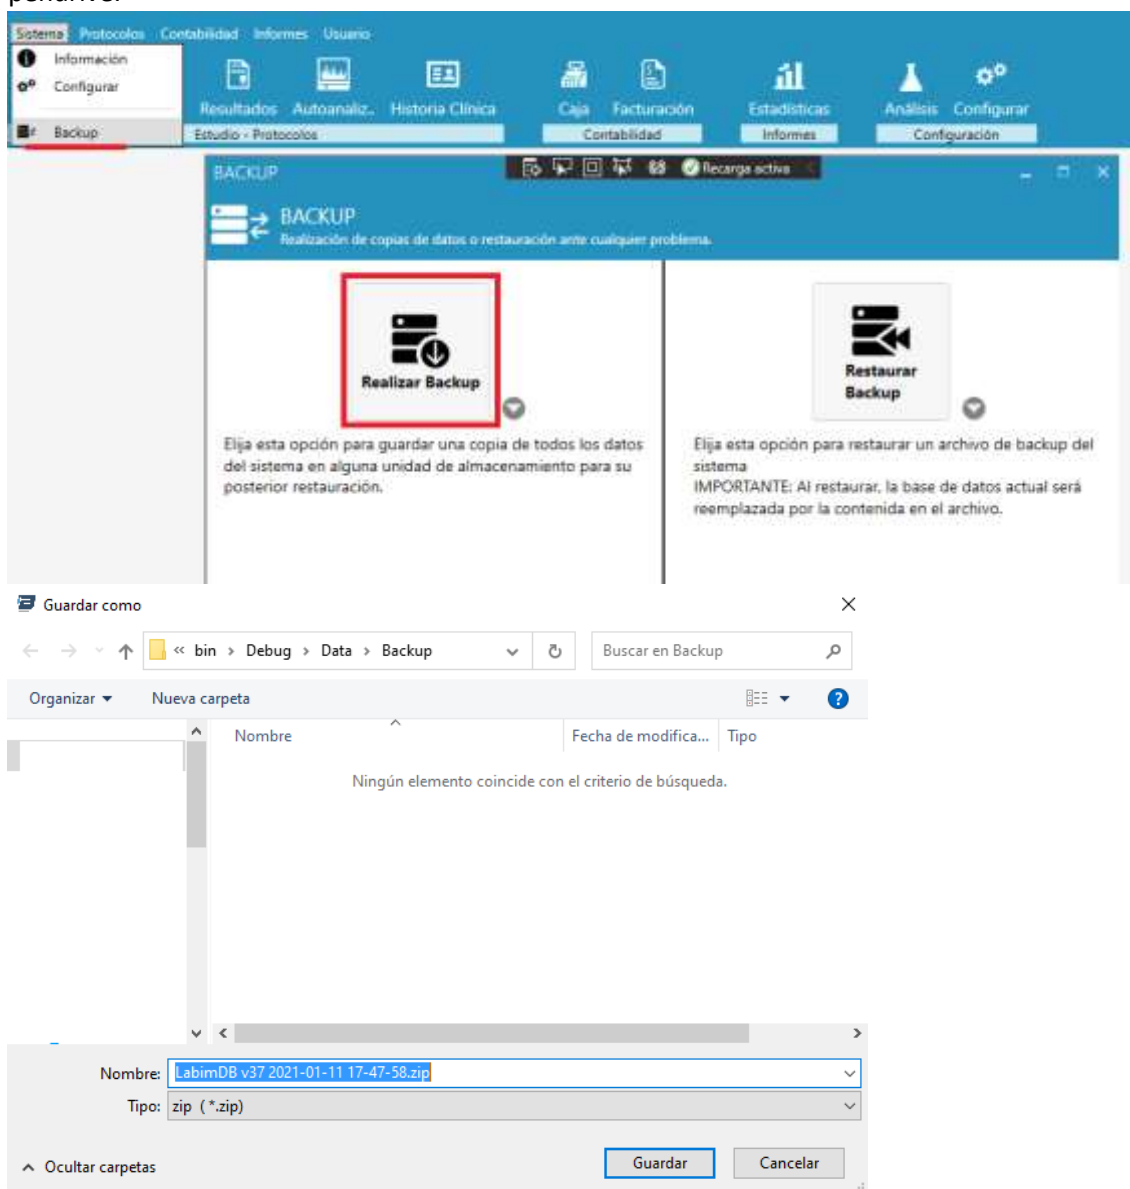 Sistema Protocolos Contabilidad Informes Usuario
Información
Configurar
Backup
Resultados Autoanaliz.. Historia Clínica Caja Facturación Estadísticas Análisis Configurar
Estudio - Protocolos Contabilidad Informes Configuración
BACKUP
Recarga activa
BACKUP
Realización de copias de datos o restauración ante cualquier problema.
Realizar Backup
Elija esta opción para guardar una copia de todos los datos
del sistema en alguna unidad de almacenamiento para su
posterior restauración.
Restaurar
Backup
Elija esta opción para restaurar un archivo de backup del
sistema
IMPORTANTE: Al restaurar, la base de datos actual será
reemplazada por la contenida en el archivo.
Guardar como
« bin > Debug > Data > Backup
Buscar en Backup
Organizar Nueva carpeta
Nombre Fecha de modifica... Tipo
Ningún elemento coincide con el criterio de búsqueda.
Nombre: LabimDB v37 2021-01-11 17-47-58.zip
Tipo: zip (*.zip)
Ocultar carpetas
Guardar Cancelar